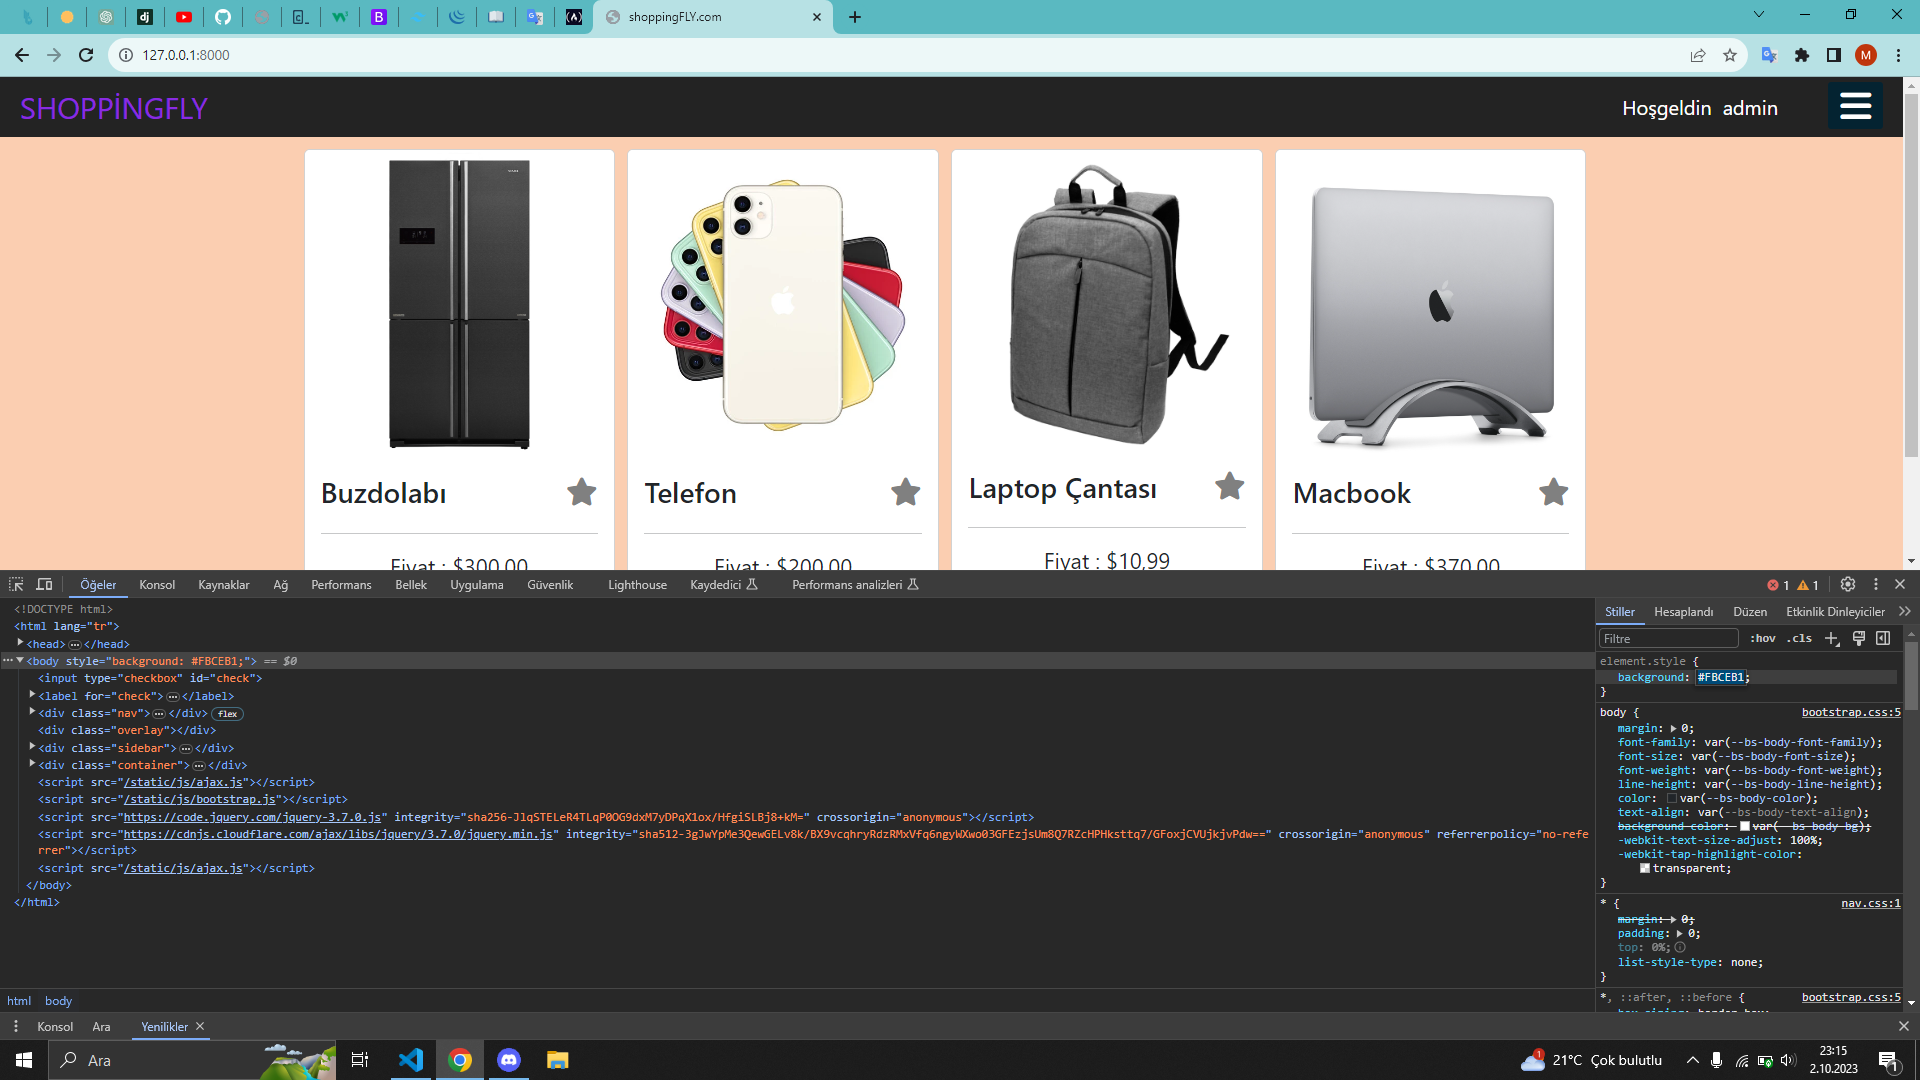 shoppingFLY.com
127.0.0.1:8000
SHOPPİNGFLY
Hoşgeldin admin
Buzdolabı
Telefon
Laptop Çantası
Macbook
Fiyat : $300,00
Fiyat : $200,00
Fiyat : $10,99
Fiyat : $370,00
Öğeler Konsol Kaynaklar Ağ Performans Bellek Uygulama Güvenlik Lighthouse Kaydedici Performans analizleri 1 1
<!DOCTYPE html>
<html lang="tr">
<head>…</head>
<body style="background: #FBCEB1;"> == $0
<input type="checkbox" id="check">
<label for="check">…</label>
<div class="nav">…</div> flex
<div class="overlay"></div>
<div class="sidebar">…</div>
<div class="container">…</div>
<script src="/static/js/ajax.js"></script>
<script src="/static/js/bootstrap.js"></script>
<script src="https://code.jquery.com/jquery-3.7.0.js" integrity="sha256-JlqSTELeR4TLqP0OG9dxM7yDPqX1ox/HfgiSLBj8+kM=" crossorigin="anonymous"></script>
<script src="https://cdnjs.cloudflare.com/ajax/libs/jquery/3.7.0/jquery.min.js" integrity="sha512-3gJwYpMe3QewGELv8k/BX9vcqhryRdzRMxVfq6ngyWXwo03GFEzjsUm8Q7RZcHPHksttq7/GFoxjCVUjkjvPdw==" crossorigin="anonymous" referrerpolicy="no-refe
rrer"></script>
<script src="/static/js/ajax.js"></script>
</body>
</html>
html body
Stiller Hesaplandı Düzen Etkinlik Dinleyiciler
Filtre :hov .cls
element.style {
background: #FBCEB1;
}
body { bootstrap.css:5
margin: 0;
font-family: var(--bs-body-font-family);
font-size: var(--bs-body-font-size);
font-weight: var(--bs-body-font-weight);
line-height: var(--bs-body-line-height);
color: var(--bs-body-color);
text-align: var(--bs-body-text-align);
background-color: var(--bs-body-bg);
-webkit-text-size-adjust: 100%;
-webkit-tap-highlight-color:
transparent;
}
* { nav.css:1
margin: 0;
padding: 0;
top: 0%;
list-style-type: none;
}
*, ::after, ::before { bootstrap.css:5
box-sizing: border-box;
Konsol Ara Yenilikler
Ara
1 21°C Çok bulutlu
23:15
2.10.2023
1